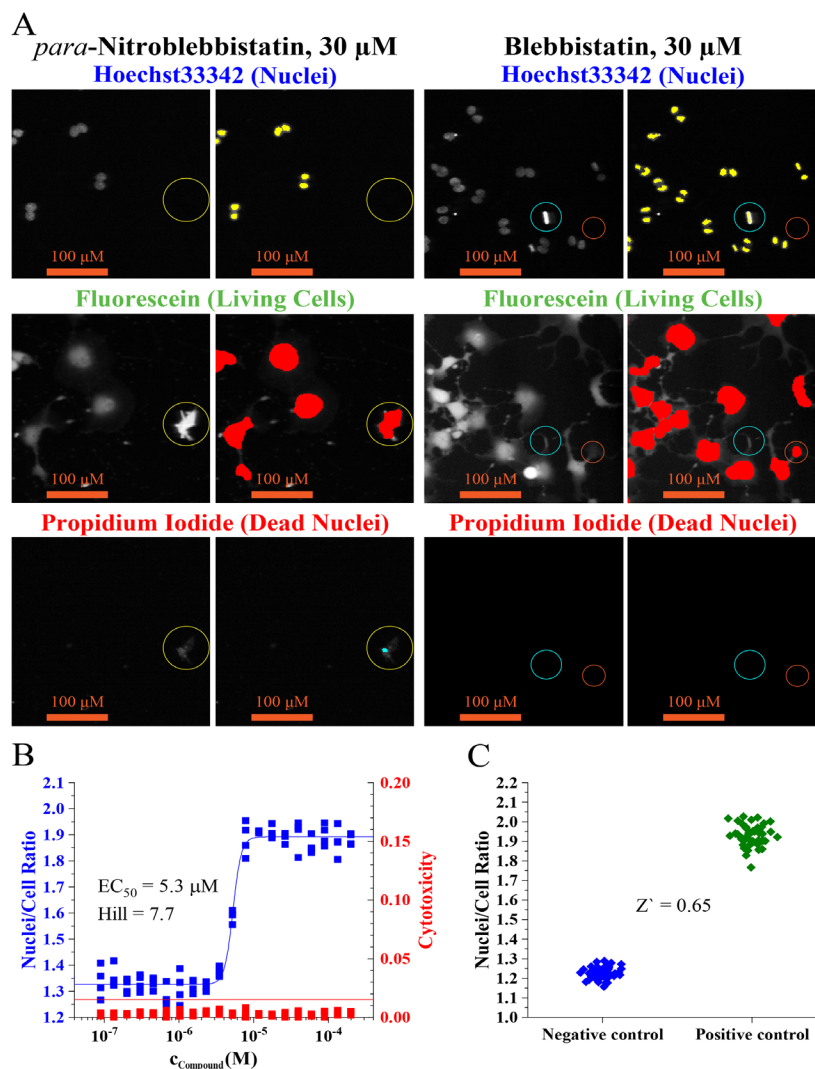 A
para-Nitroblebbistatin, 30 μM
Hoechst33342 (Nuclei)
Blebbistatin, 30 μM
Hoechst33342 (Nuclei)
100 μM
100 μM
100 μM
100 μM
Fluorescein (Living Cells)
Fluorescein (Living Cells)
100 μM
100 μM
100 μM
100 μM
Propidium Iodide (Dead Nuclei)
Propidium Iodide (Dead Nuclei)
100 μM
100 μM
100 μM
100 μM
B
Nuclei/Cell Ratio
2.1
2.0
1.9
1.8
1.7
1.6
1.5
1.4
1.3
1.2
EC50 = 5.3 μM
Hill = 7.7
0.20
0.15
0.10
0.05
0.00
Cytotoxicity
10-7
10-6
10-5
10-4
cCompound(M)
C
Nuclei/Cell Ratio
2.2
2.1
2.0
1.9
1.8
1.7
1.6
1.5
1.4
1.3
1.2
1.1
1.0
Z` = 0.65
Negative control
Positive control